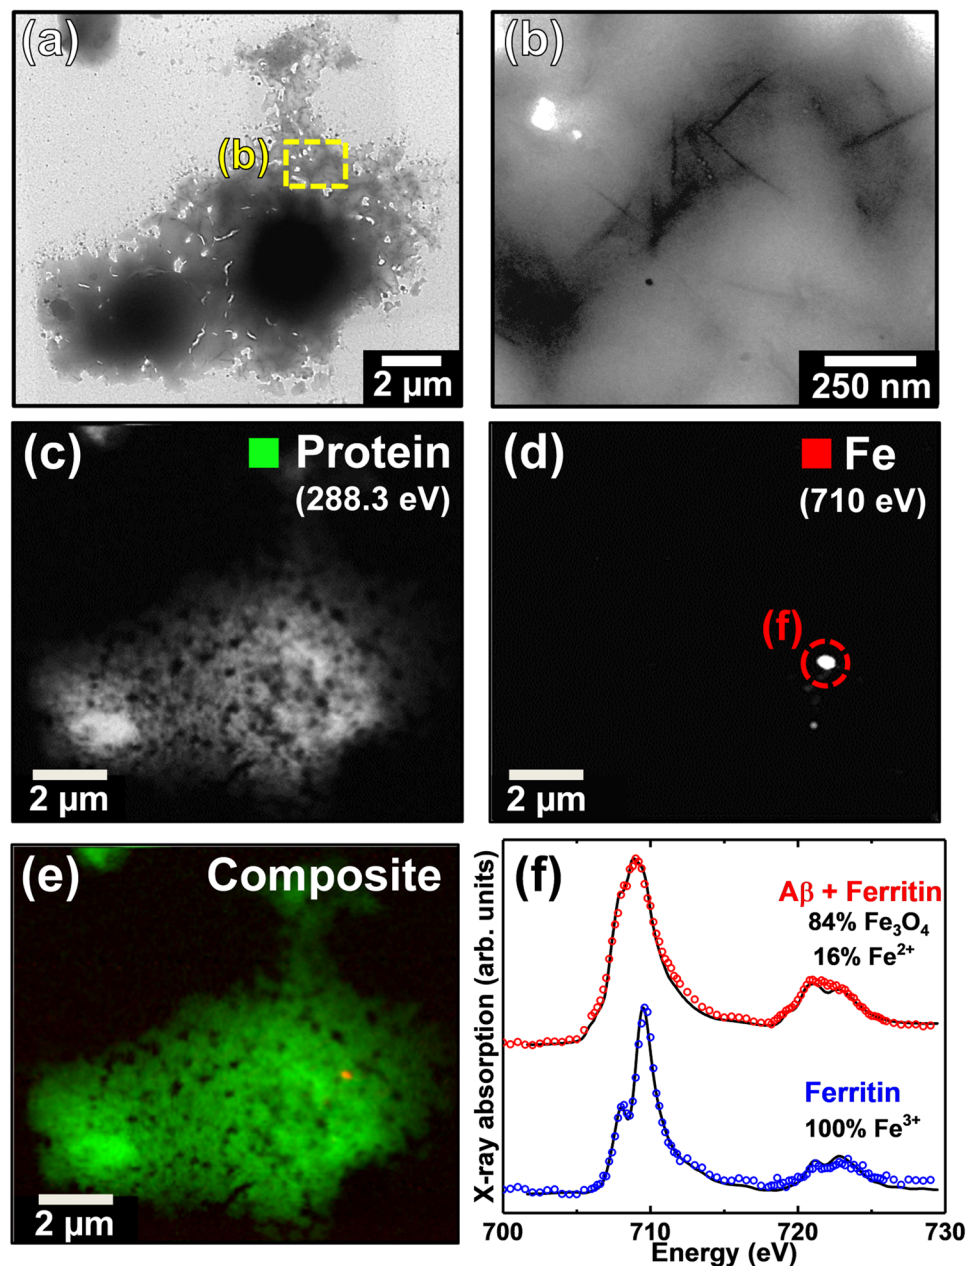 (a)
(b)
2 µm
(b)
250 nm
(c)
Protein
(288.3 eV)
2 µm
(d)
Fe
(710 eV)
(f)
2 µm
(e)
Composite
2 µm
(f)
X-ray absorption (arb. units)
Aβ + Ferritin
84% Fe₃O₄
16% Fe²⁺
Ferritin
100% Fe³⁺
700 710 720 730
Energy (eV)